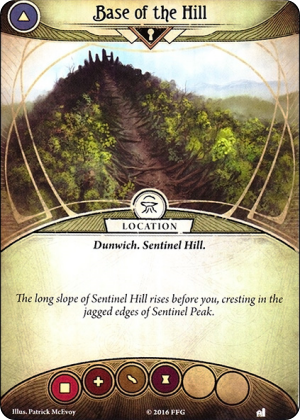 Base of the Hill
LOCATION
Dunwich. Sentinel Hill.
The long slope of Sentinel Hill rises before you, cresting in the
jagged edges of Sentinel Peak.
Illus. Patrick McEvoy
© 2016 FFG